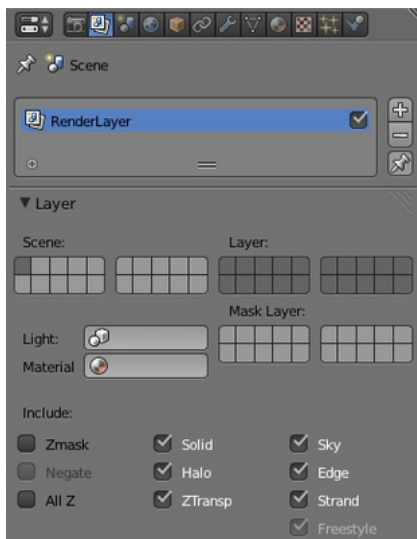 Scene
RenderLayer
Layer
Scene: Layer:
Mask Layer:
Light:
Material
Include:
Zmask Solid Sky
Negate Halo Edge
All Z ZTransp Strand
Freestyle